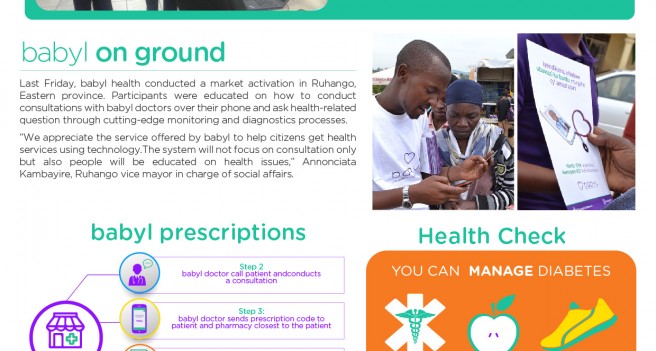 babyl on ground
Last Friday, babyl health conducted a market activation in Ruhango,
Eastern province. Participants were educated on how to conduct
consultations with babyl doctors over their phone and ask health-related
question through cutting-edge monitoring and diagnostics processes.
"We appreciate the service offered by babyl to help citizens get health
services using technology.The system will not focus on consultation only
but also people will be educated on health issues," Annonciata
Kambayire, Ruhango vice mayor in charge of social affairs.
babyl prescriptions
Step 2
babyl doctor call patient andconducts
a consultation
Step 3:
babyl doctor sends prescription code to
patient and pharmacy closest to the patient
Health Check
YOU CAN MANAGE DIABETES